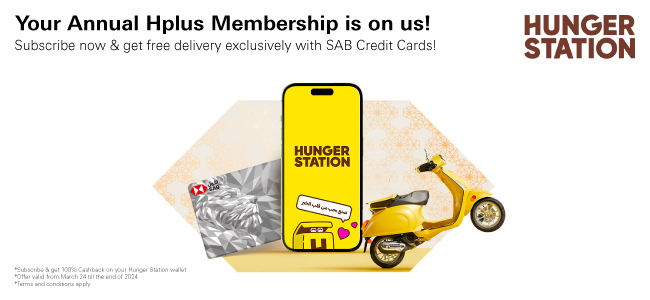 Your Annual Hplus Membership is on us!
Subscribe now & get free delivery exclusively with SAB Credit Cards!
HUNGER
STATION
HUNGER
STATION
SAB
*Subscribe & get 100% Cashback on your Hunger Station wallet
*Offer valid from March 24 till the end of 2024
*Terms and conditions apply